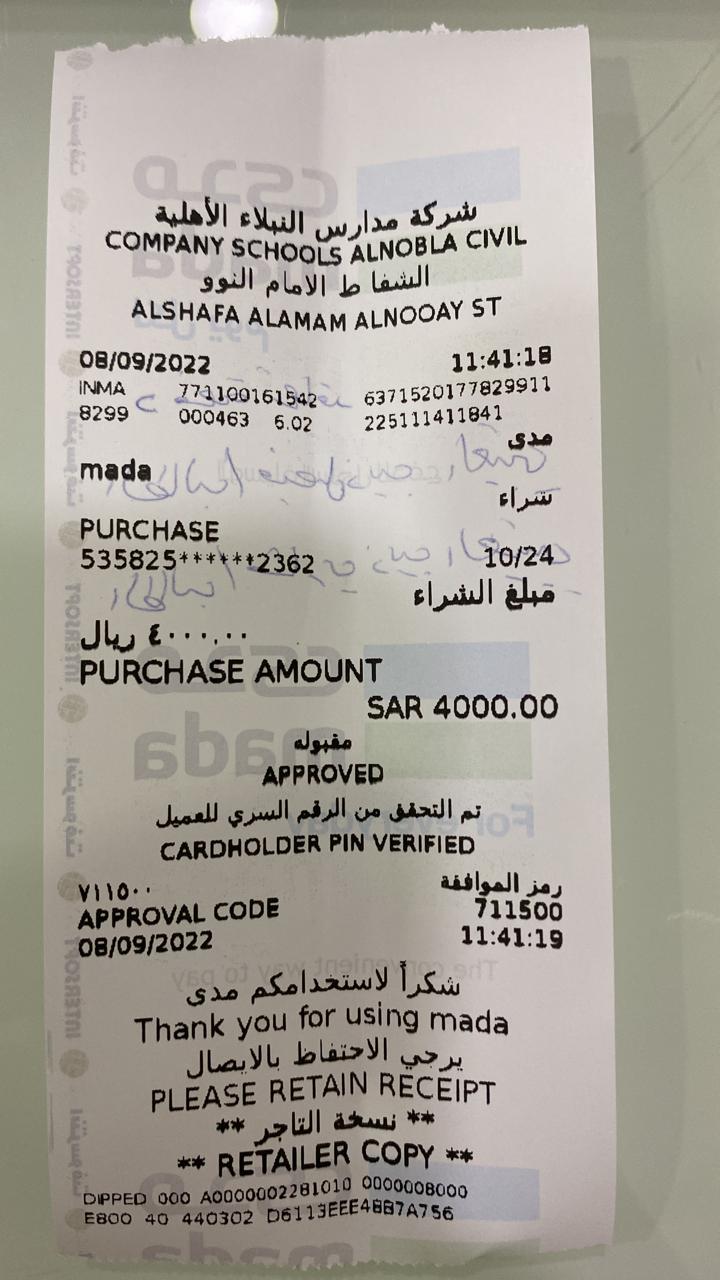 شركة مدارس النبلاء الأهلية
COMPANY SCHOOLS ALNOBLA CIVIL
الشفا ط الامام النوو
ALSHAFA ALAMAM ALNOOAY ST
08/09/2022 11:41:18
INMA 771100161542 6371520177829911
8299 000463 6.02 225111411841
مدى
mada
شراء
PURCHASE
535825******2362 10/24
مبلغ الشراء
٤٠٠٠,٠٠ ريال
PURCHASE AMOUNT
SAR 4000.00
مقبوله
APPROVED
تم التحقق من الرقم السري للعميل
CARDHOLDER PIN VERIFIED
٧١١٥٠٠ رمز الموافقة
APPROVAL CODE 711500
08/09/2022 11:41:19
شكراً لاستخدامكم مدى
Thank you for using mada
يرجي الاحتفاظ بالايصال
PLEASE RETAIN RECEIPT
** نسخة التاجر **
** RETAILER COPY **
DIPPED 000 A0000002281010 0000008000
E800 40 440302 D6113EEE4BB7A756